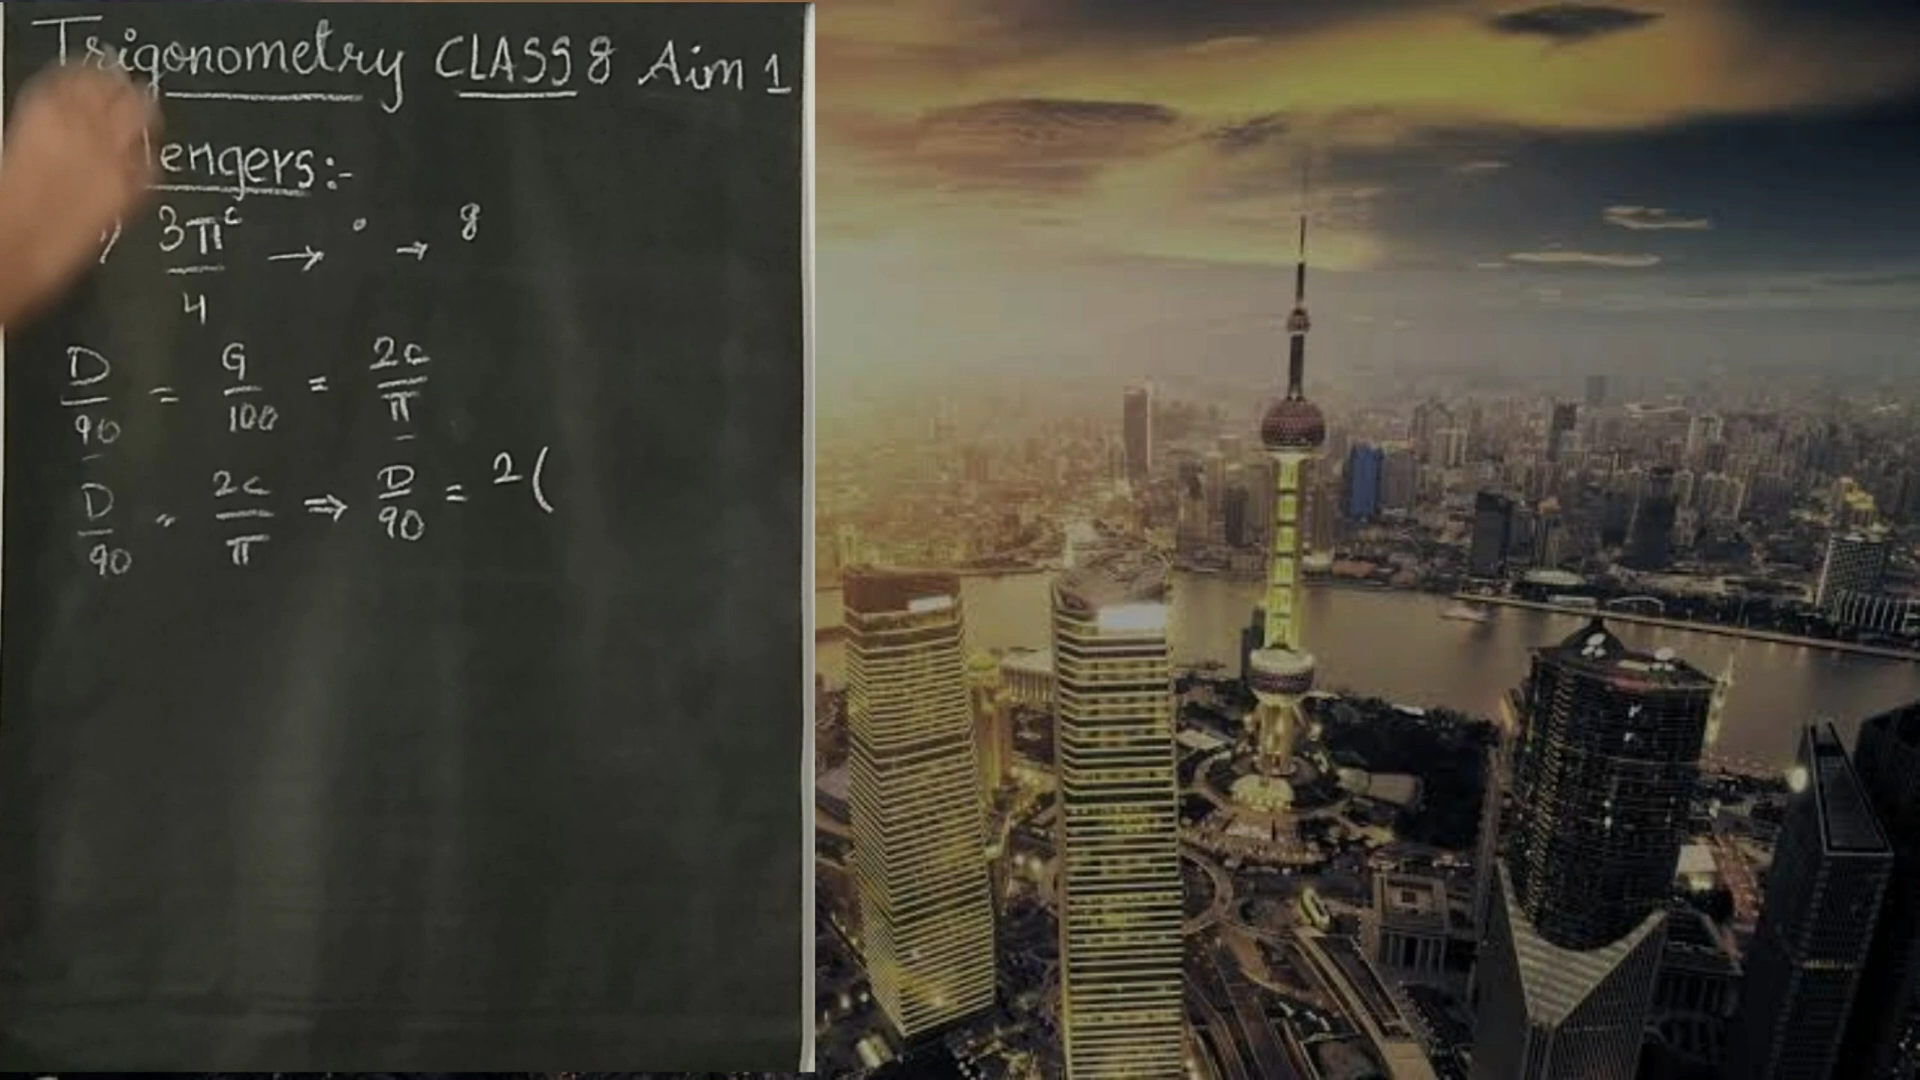 Trigonometry CLASS 8 Aim 1
lengers:-
) 3π^c/4 → ° → g
D/90 = G/100 = 2c/π
D/90 = 2c/π ⇒ D/90 = 2(